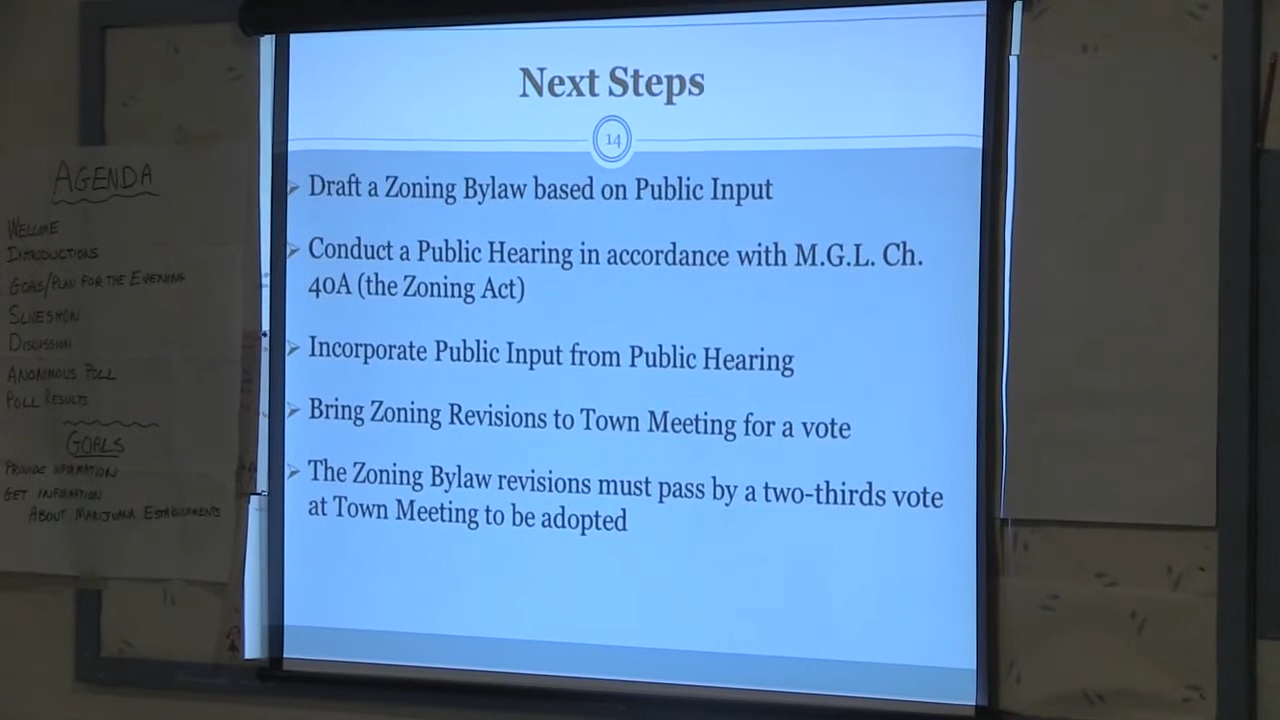 AGENDA
WELCOME
INTRODUCTIONS
GOAS/PLAN FOR THE EVENING
SLIDESHOW
DISCUSSION
ANONIMOUS POLL
POLL RESULTS
GOALS
PROVIDE INFORMATION
GET INFORMATION
ABOUT MARIJUANA ESTABLISHMENTS
Next Steps
14
Draft a Zoning Bylaw based on Public Input
Conduct a Public Hearing in accordance with M.G.L. Ch.
40A (the Zoning Act)
Incorporate Public Input from Public Hearing
Bring Zoning Revisions to Town Meeting for a vote
The Zoning Bylaw revisions must pass by a two-thirds vote
at Town Meeting to be adopted